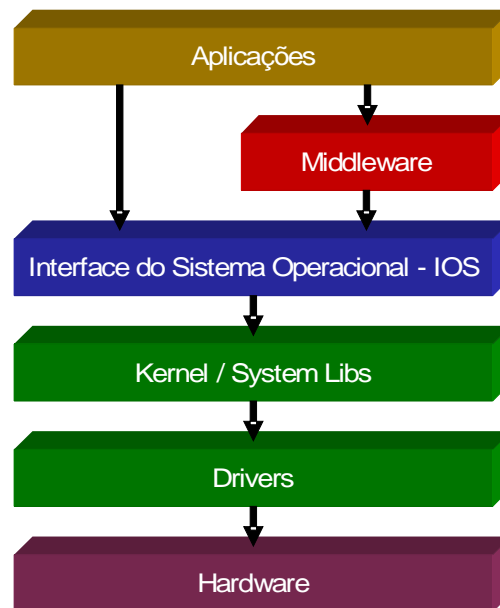 Aplicações
Middleware
Interface do Sistema Operacional - IOS
Kernel / System Libs
Drivers
Hardware